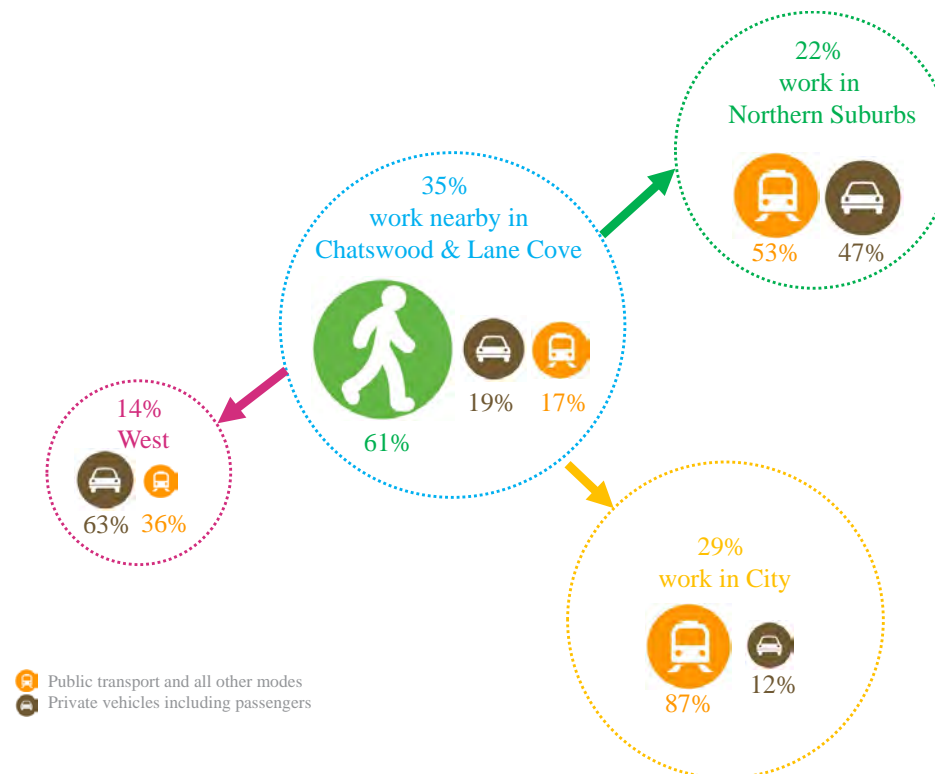 22%
work in
Northern Suburbs
53% 47%
35%
work nearby in
Chatswood & Lane Cove
19% 17%
61%
14%
West
63% 36%
29%
work in City
87% 12%
Public transport and all other modes
Private vehicles including passengers